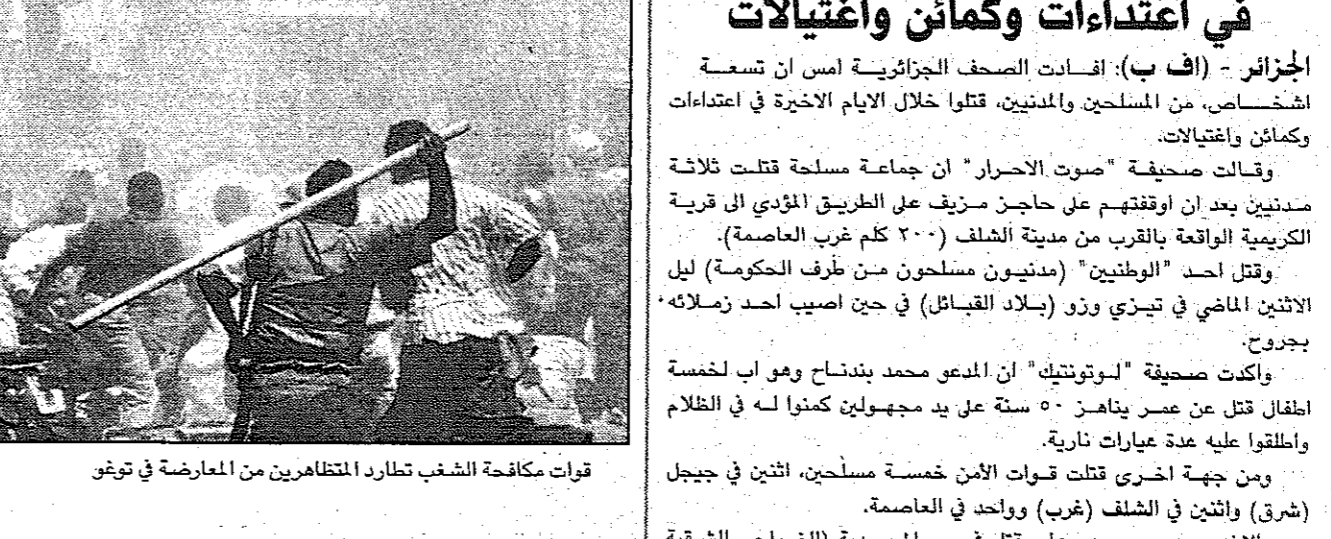 في اعتداءات وكمائن واغتيالات
الجزائر - (اف ب): افادت الصحف الجزائرية امس ان تسعة
اشخاص، من المسلحين والمدنيين، قتلوا خلال الايام الاخيرة في اعتداءات
وكمائن واغتيالات.
وقالت صحيفة "صوت الاحرار" ان جماعة مسلحة قتلت ثلاثة
مدنيين بعد ان اوقفتهم على حاجز مزيف على الطريق المؤدي الى قرية
الكريمية الواقعة بالقرب من مدينة الشلف (٢٠٠ كلم غرب العاصمة).
وقتل احد "الوطنيين" (مدنيون مسلحون من طرف الحكومة) ليل
الاثنين الماضي في تيزي وزو (بلاد القبائل) في حين اصيب احد زملائه
بجروح.
واكدت صحيفة "لوتونتيك" ان المدعو محمد بندناح وهو اب لخمسة
اطفال قتل عن عمر يناهز ٥٠ سنة على يد مجهولين كمنوا له في الظلام
واطلقوا عليه عدة عيارات نارية.
ومن جهة اخرى قتلت قوات الأمن خمسة مسلحين، اثنين في جيجل
(شرق) واثنين في الشلف (غرب) وواحد في العاصمة.
قوات مكافحة الشغب تطارد المتظاهرين من المعارضة في توغو